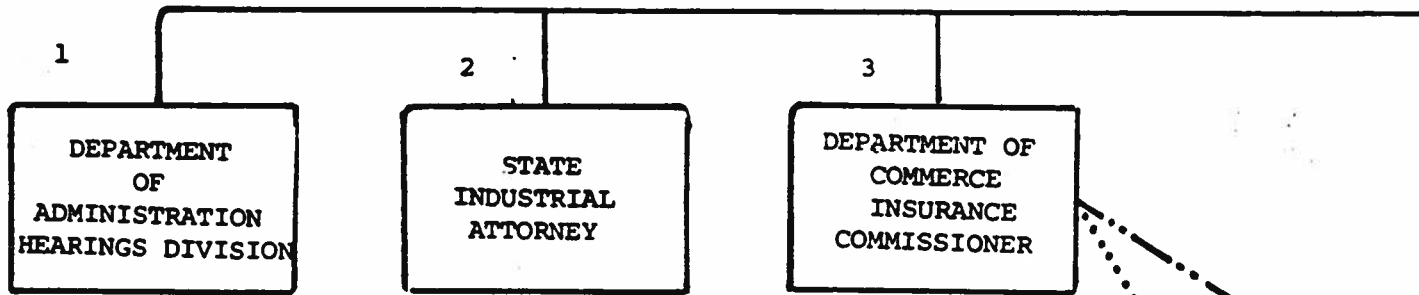 1
2
3
DEPARTMENT
OF
ADMINISTRATION
HEARINGS DIVISION
STATE
INDUSTRIAL
ATTORNEY
DEPARTMENT OF
COMMERCE
INSURANCE
COMMISSIONER